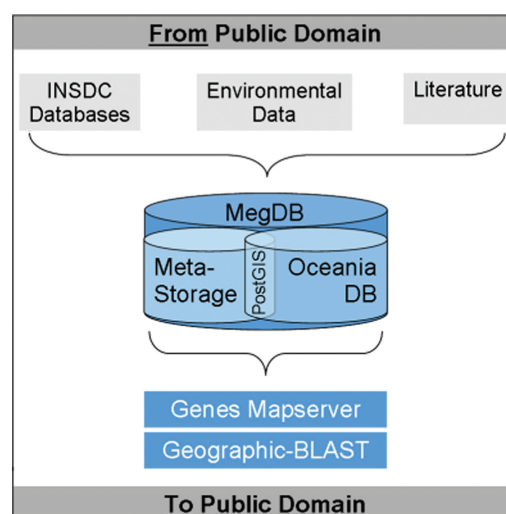 From Public Domain
INSDC
Databases
Environmental
Data
Literature
MegDB
Meta-
Storage
PostGIS
Oceania
DB
Genes Mapserver
Geographic-BLAST
To Public Domain